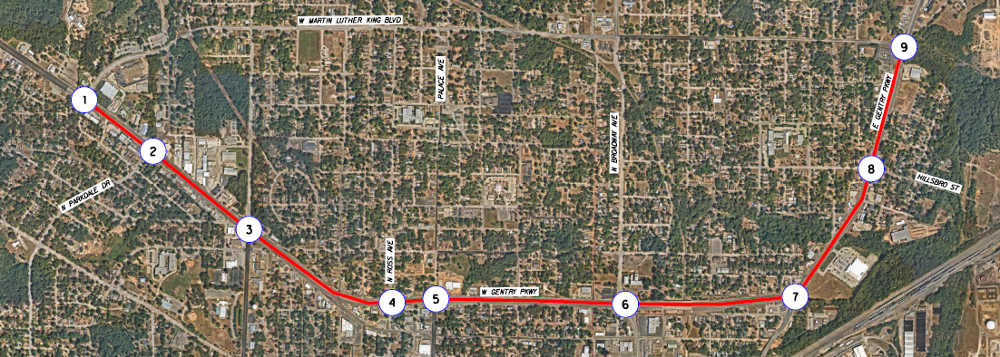 W MARTIN LUTHER KING BLVD
9
PALACE AVE
1
E GENTRY PKWY
N BROADWAY AVE
2
8
N PARKDALE DR
HILLSBRO ST
3
N ROSS AVE
W GENTRY PKWY
4
5
6
7